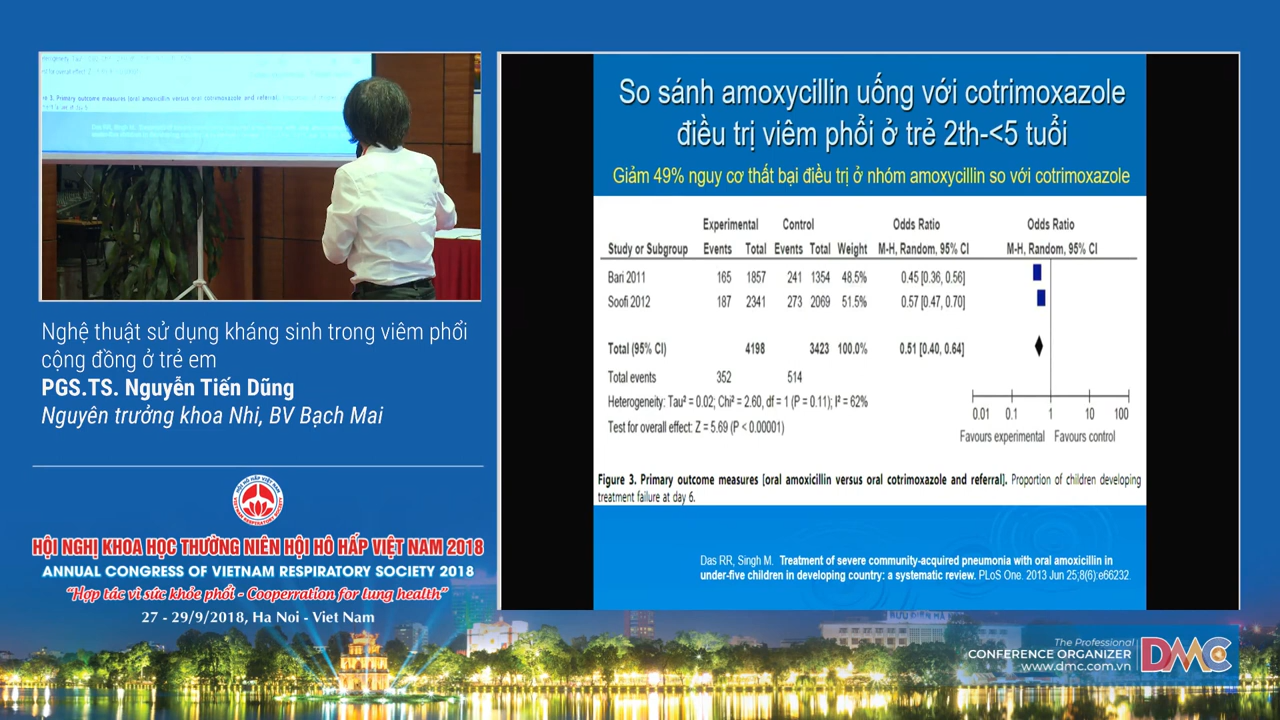 So sánh amoxycillin uống với cotrimoxazole
điều trị viêm phổi ở trẻ 2th-<5 tuổi
Giảm 49% nguy cơ thất bại điều trị ở nhóm amoxycillin so với cotrimoxazole
Experimental Control Odds Ratio Odds Ratio
Study or Subgroup Events Total Events Total Weight M-H, Random, 95% CI M-H, Random, 95% CI
Bari 2011 165 1857 241 1354 48.5% 0.45 [0.36, 0.56]
Soofi 2012 187 2341 273 2069 51.5% 0.57 [0.47, 0.70]
Total (95% CI) 4198 3423 100.0% 0.51 [0.40, 0.64]
Total events 352 514
Heterogeneity: Tau² = 0.02; Chi² = 2.60, df = 1 (P = 0.11); I² = 62%
Test for overall effect: Z = 5.69 (P < 0.00001)
0.01 0.1 1 10 100
Favours experimental Favours control
Figure 3. Primary outcome measures [oral amoxicillin versus oral cotrimoxazole and referral]. Proportion of children developing
treatment failure at day 6.
Das RR, Singh M. Treatment of severe community-acquired pneumonia with oral amoxicillin in
under-five children in developing country: a systematic review. PLoS One. 2013 Jun 25;8(6):e66232.
Nghệ thuật sử dụng kháng sinh trong viêm phổi
cộng đồng ở trẻ em
PGS.TS. Nguyễn Tiến Dũng
Nguyên trưởng khoa Nhi, BV Bạch Mai
HỘI HÔ HẤP VIỆT NAM
VIETNAM RESPIRATORY SOCIETY
HỘI NGHỊ KHOA HỌC THƯỜNG NIÊN HỘI HÔ HẤP VIỆT NAM 2018
ANNUAL CONGRESS OF VIETNAM RESPIRATORY SOCIETY 2018
"Hợp tác vì sức khỏe phổi - Cooperration for lung health"
27 - 29/9/2018, Ha Noi - Viet Nam
The Professional
CONFERENCE ORGANIZER
www.dmc.com.vn
DMC